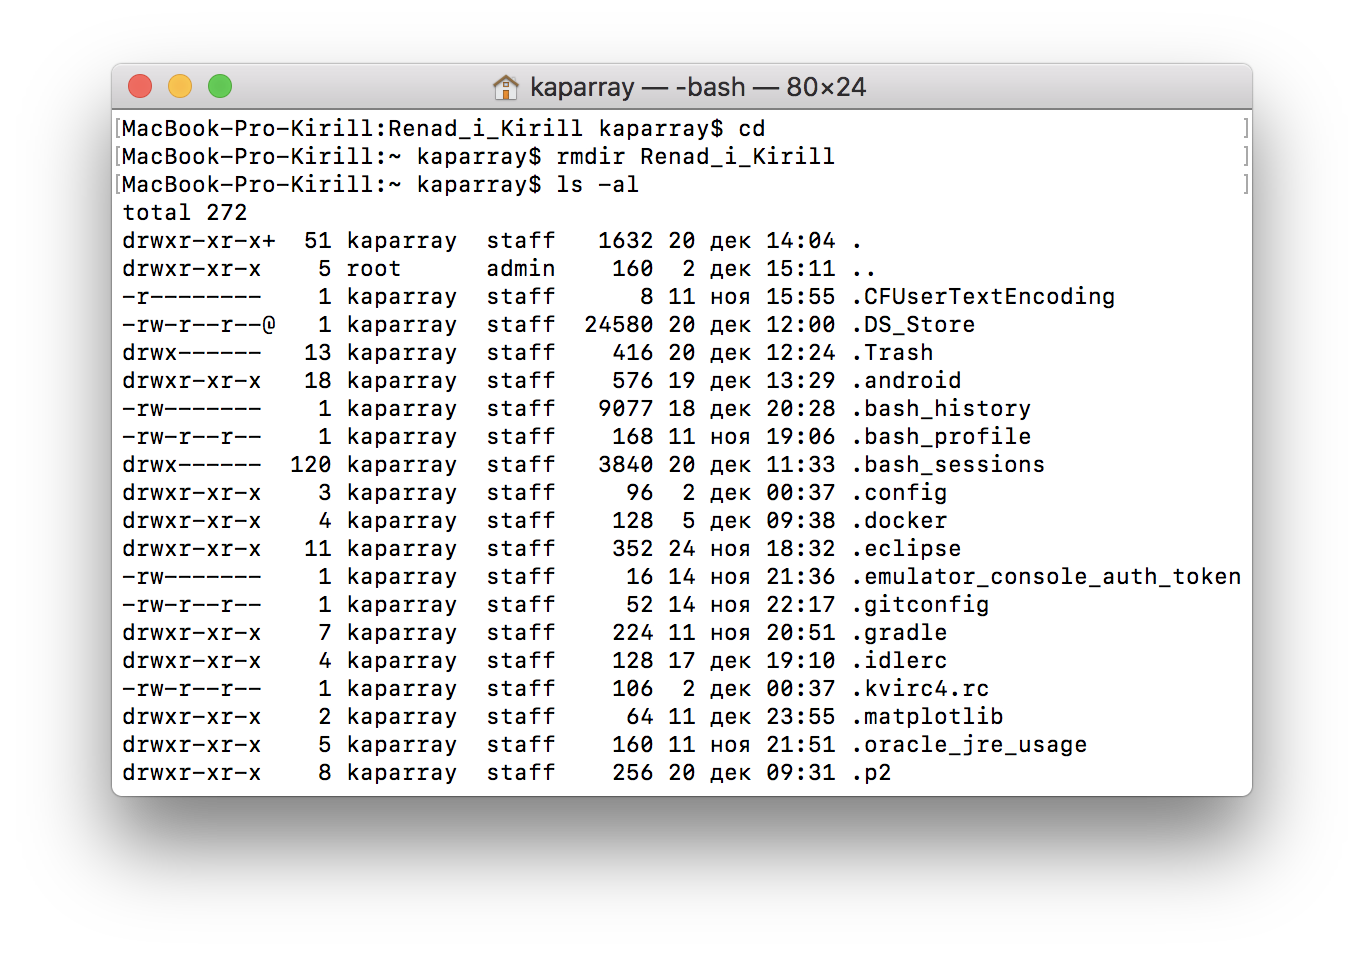 kaparray — -bash — 80×24
[MacBook-Pro-Kirill:Renad_i_Kirill kaparray$ cd ]
[MacBook-Pro-Kirill:~ kaparray$ rmdir Renad_i_Kirill ]
[MacBook-Pro-Kirill:~ kaparray$ ls -al ]
total 272
drwxr-xr-x+  51 kaparray  staff   1632 20 дек 14:04 .
drwxr-xr-x    5 root      admin    160  2 дек 15:11 ..
-r--------    1 kaparray  staff      8 11 ноя 15:55 .CFUserTextEncoding
-rw-r--r--@   1 kaparray  staff  24580 20 дек 12:00 .DS_Store
drwx------   13 kaparray  staff    416 20 дек 12:24 .Trash
drwxr-xr-x   18 kaparray  staff    576 19 дек 13:29 .android
-rw-------    1 kaparray  staff   9077 18 дек 20:28 .bash_history
-rw-r--r--    1 kaparray  staff    168 11 ноя 19:06 .bash_profile
drwx------  120 kaparray  staff   3840 20 дек 11:33 .bash_sessions
drwxr-xr-x    3 kaparray  staff     96  2 дек 00:37 .config
drwxr-xr-x    4 kaparray  staff    128  5 дек 09:38 .docker
drwxr-xr-x   11 kaparray  staff    352 24 ноя 18:32 .eclipse
-rw-------    1 kaparray  staff     16 14 ноя 21:36 .emulator_console_auth_token
-rw-r--r--    1 kaparray  staff     52 14 ноя 22:17 .gitconfig
drwxr-xr-x    7 kaparray  staff    224 11 ноя 20:51 .gradle
drwxr-xr-x    4 kaparray  staff    128 17 дек 19:10 .idlerc
-rw-r--r--    1 kaparray  staff    106  2 дек 00:37 .kvirc4.rc
drwxr-xr-x    2 kaparray  staff     64 11 дек 23:55 .matplotlib
drwxr-xr-x    5 kaparray  staff    160 11 ноя 21:51 .oracle_jre_usage
drwxr-xr-x    8 kaparray  staff    256 20 дек 09:31 .p2